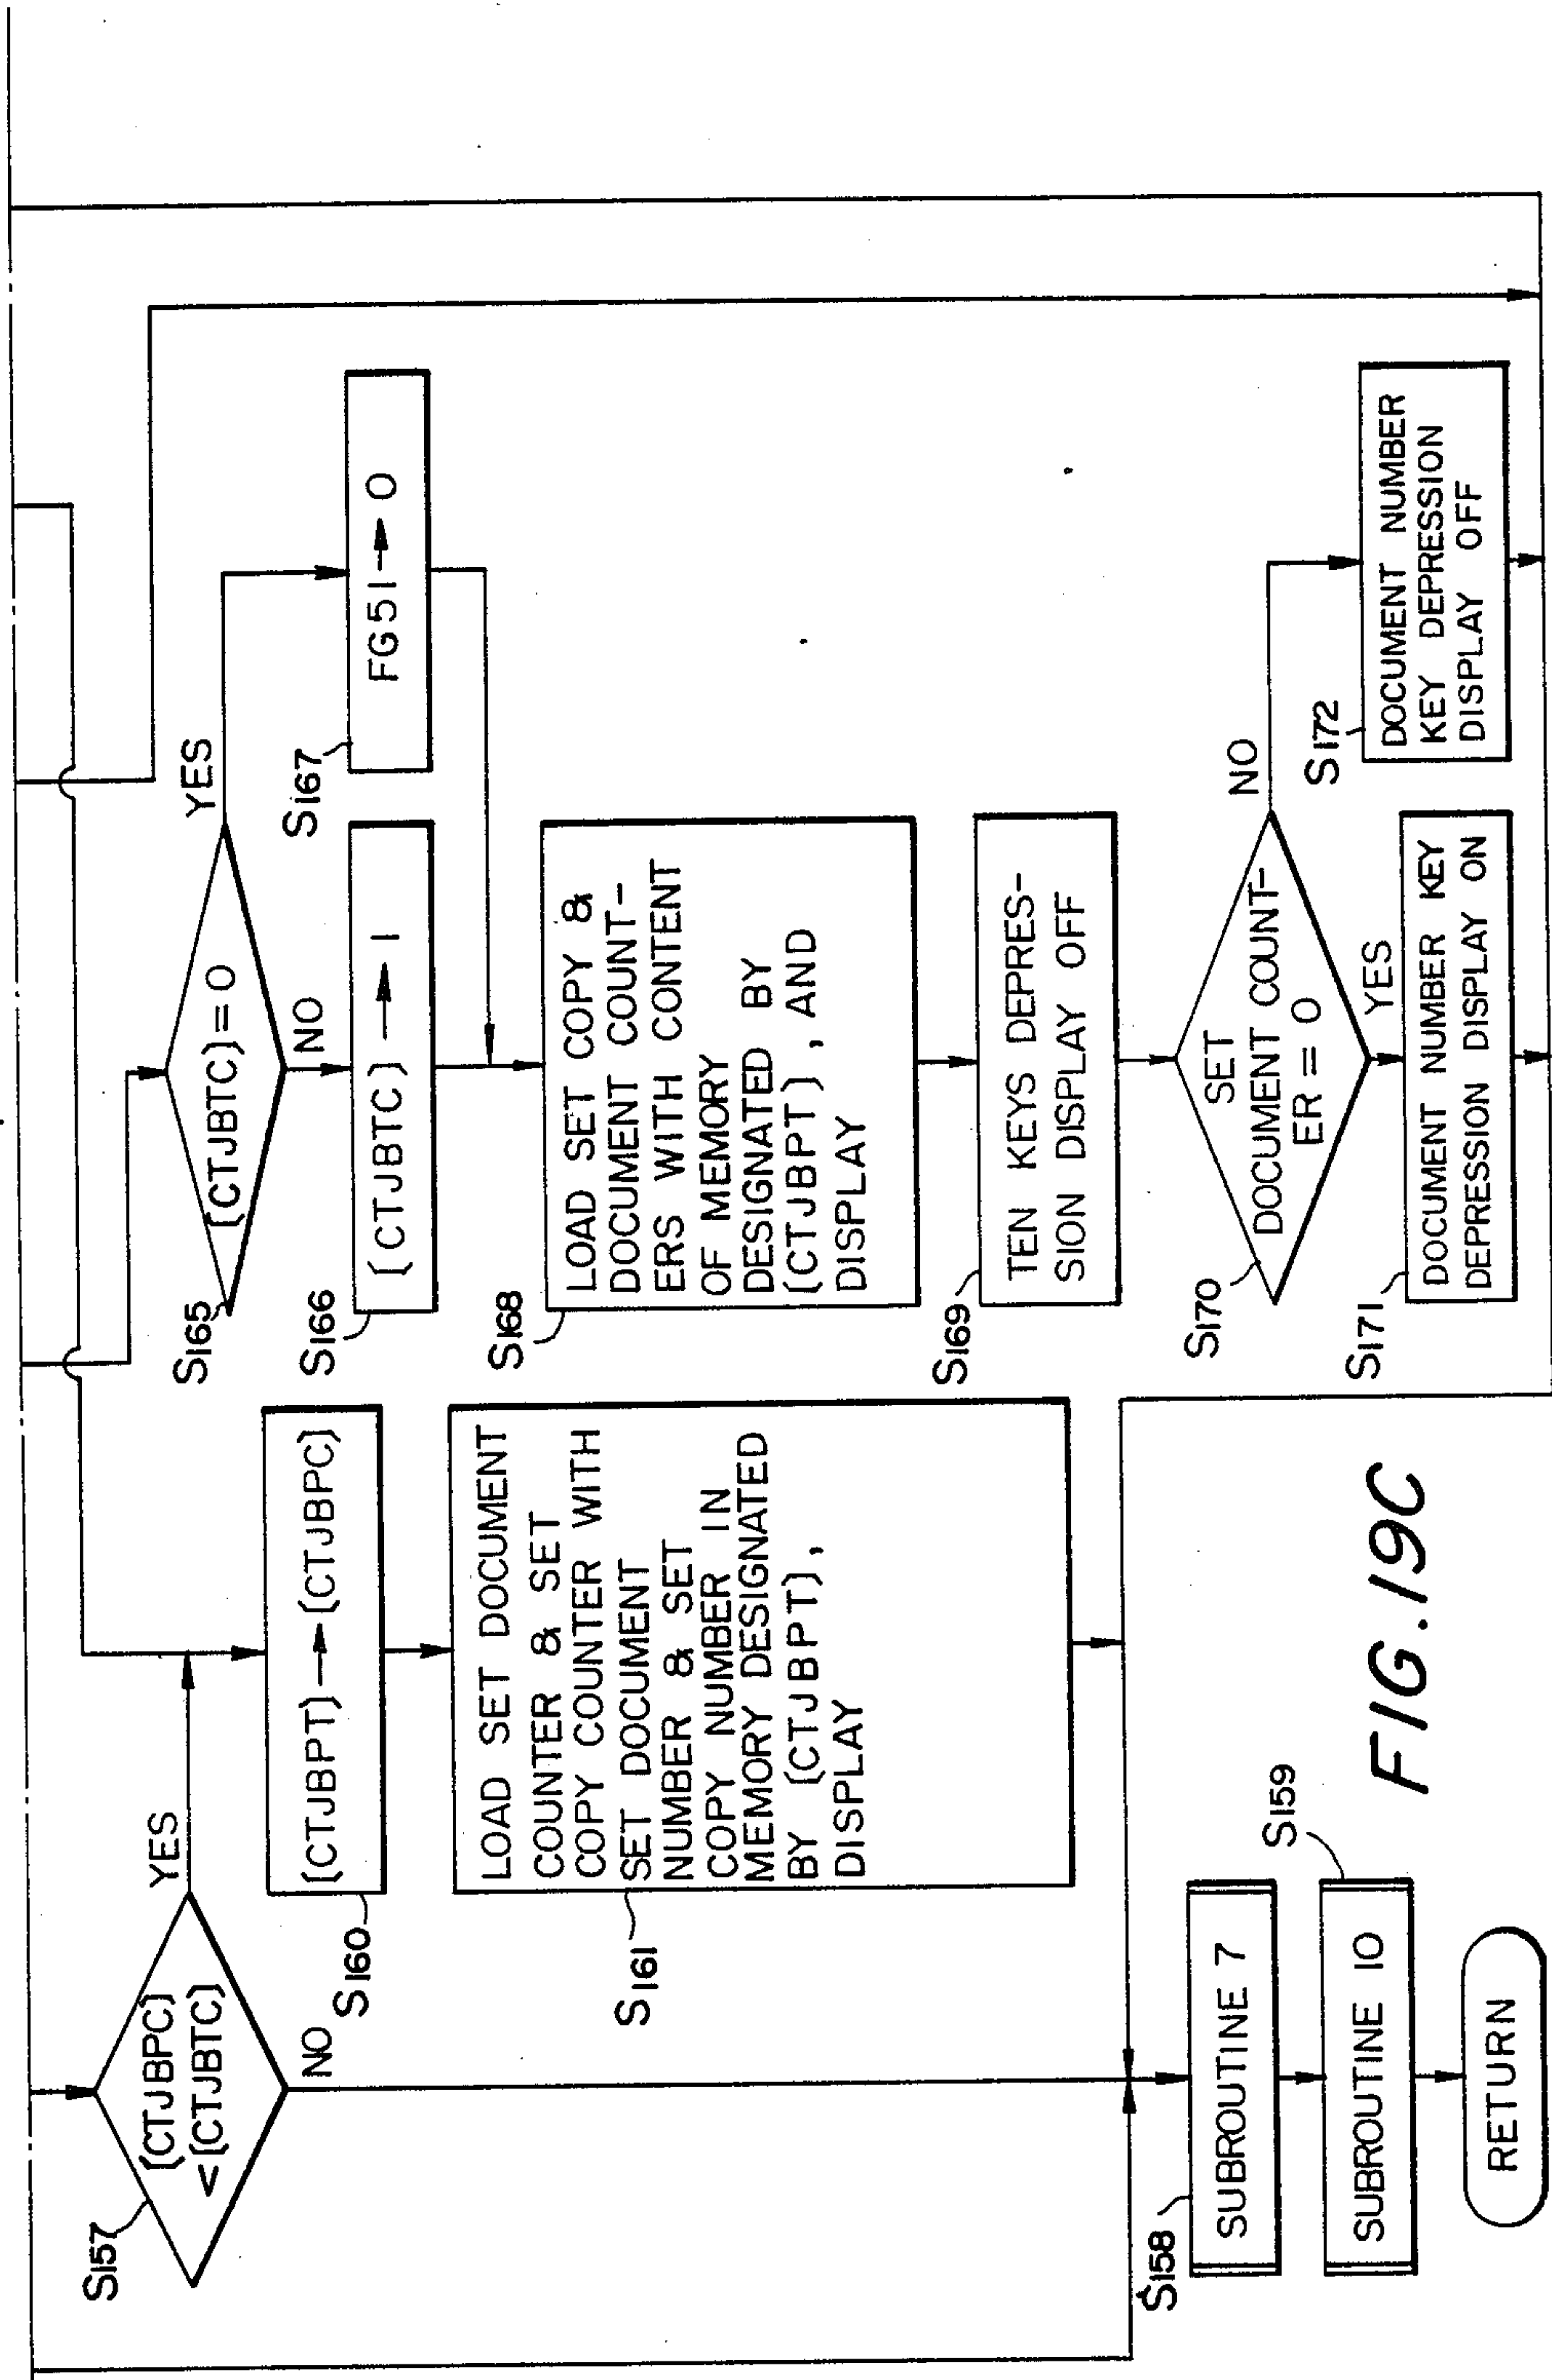 S157
(CTJBPC)
<(CTJBTC)
YES
NO
S160
(CTJBPT)→(CTJBPC)
S161
LOAD SET DOCUMENT
COUNTER & SET
COPY COUNTER WITH
SET DOCUMENT
NUMBER & SET
COPY NUMBER IN
MEMORY DESIGNATED
BY (CTJBPT),
DISPLAY
S158
SUBROUTINE 7
S159
SUBROUTINE 10
RETURN
S165
(CTJBTC)=0
YES
NO
S166
(CTJBTC)→1
S167
FG51→0
S168
LOAD SET COPY &
DOCUMENT COUNT-
ERS WITH CONTENT
OF MEMORY
DESIGNATED BY
(CTJBPT), AND
DISPLAY
S169
TEN KEYS DEPRES-
SION DISPLAY OFF
S170
SET
DOCUMENT COUNT-
ER = 0
NO
YES
S171
DOCUMENT NUMBER KEY
DEPRESSION DISPLAY ON
S172
DOCUMENT NUMBER
KEY DEPRESSION
DISPLAY OFF
FIG.19C